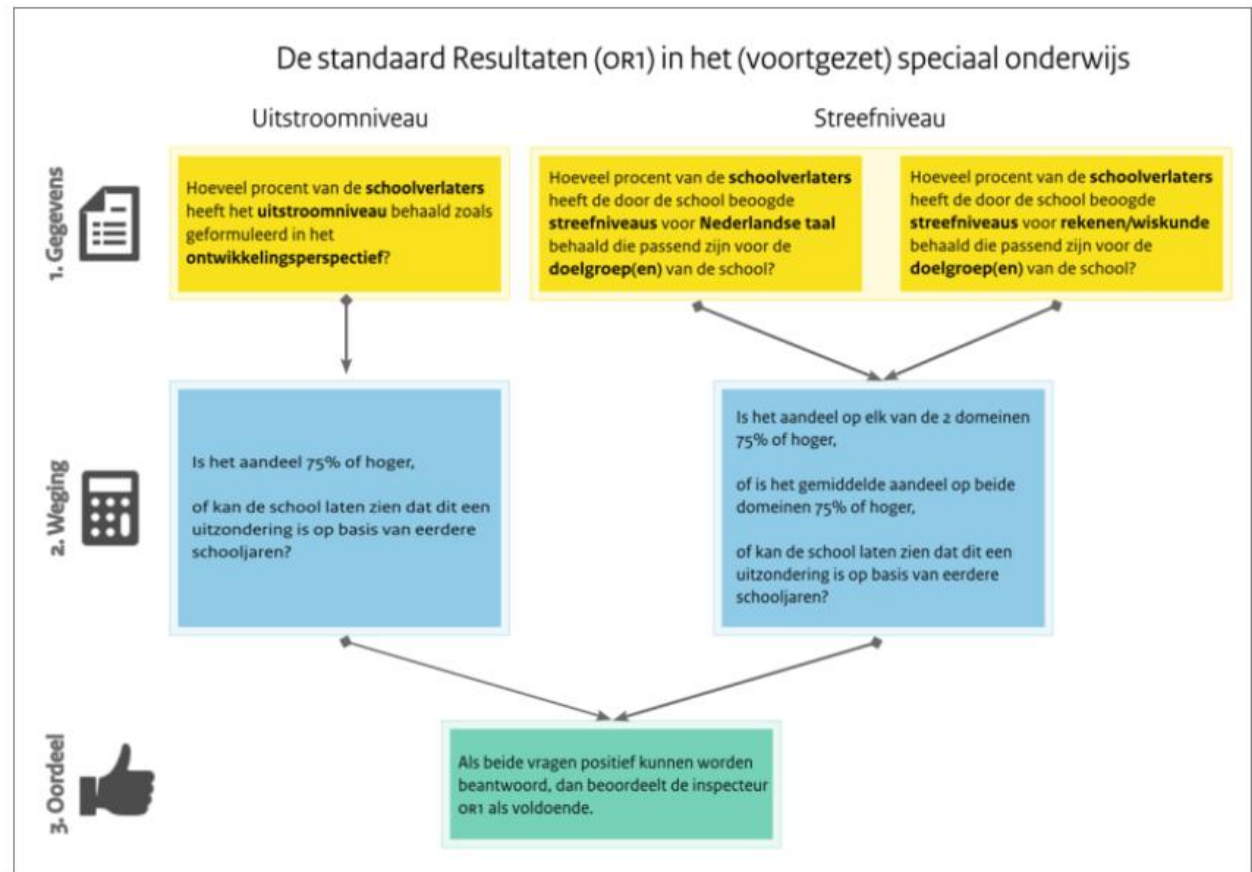 De standaard Resultaten (OR1) in het (voortgezet) speciaal onderwijs
Uitstroomniveau
Streefniveau
1. Gegevens
Hoeveel procent van de schoolverlaters
heeft het uitstroomniveau behaald zoals
geformuleerd in het
ontwikkelingsperspectief?
Hoeveel procent van de schoolverlaters
heeft de door de school beoogde
streefniveaus voor Nederlandse taal
behaald die passend zijn voor de
doelgroep(en) van de school?
Hoeveel procent van de schoolverlaters
heeft de door de school beoogde
streefniveaus voor rekenen/wiskunde
behaald die passend zijn voor de
doelgroep(en) van de school?
2. Weging
Is het aandeel 75% of hoger,
of kan de school laten zien dat dit een
uitzondering is op basis van eerdere
schooljaren?
Is het aandeel op elk van de 2 domeinen
75% of hoger,
of is het gemiddelde aandeel op beide
domeinen 75% of hoger,
of kan de school laten zien dat dit een
uitzondering is op basis van eerdere
schooljaren?
3. Oordeel
Als beide vragen positief kunnen worden
beantwoord, dan beoordeelt de inspecteur
OR1 als voldoende.